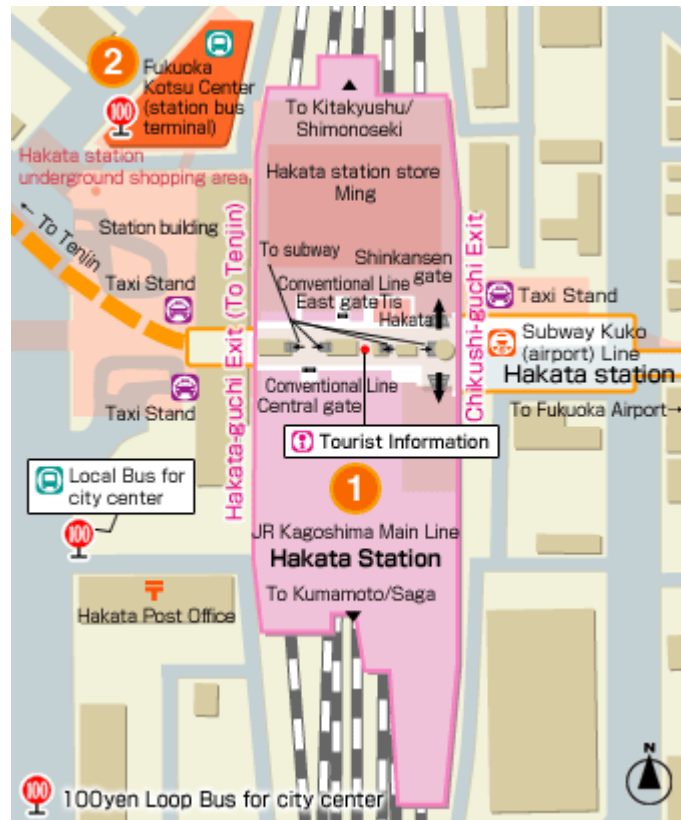 2
Fukuoka
Kotsu Center
(station bus
terminal)
100
To Kitakyushu/
Shimonoseki
Hakata station
underground shopping area
Hakata station store
Ming
← To Tenjin
Station building
Taxi Stand
Hakata-guchi Exit (To Tenjin)
To subway
Shinkansen
gate
Conventional Line
East gate
Tis
Hakata
Chikushi-guchi Exit
Taxi Stand
Subway Kuko
(airport) Line
Hakata station
To Fukuoka Airport→
Taxi Stand
Conventional Line
Central gate
Tourist Information
Local Bus for
city center
100
1
JR Kagoshima Main Line
Hakata Station
To Kumamoto/Saga
〒
Hakata Post Office
N
100
100yen Loop Bus for city center